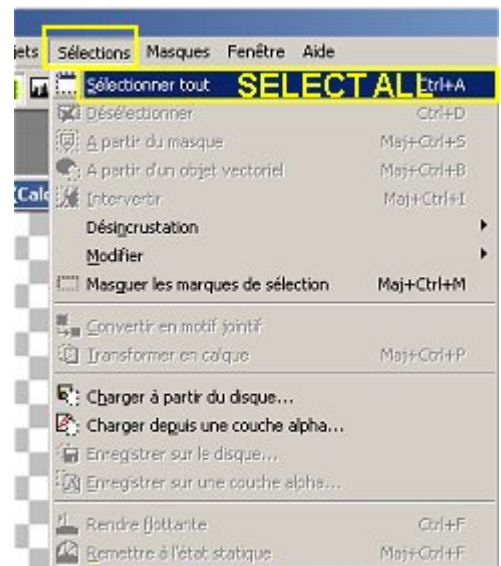 jets Sélections Masques Fenêtre Aide
Sélectionner tout SELECT ALL Ctrl+A
Désélectionner Ctrl+D
A partir du masque Maj+Ctrl+S
A partir d'un objet vectoriel Maj+Ctrl+B
Intervertir Maj+Ctrl+I
Désincrustation
Modifier
Masquer les marques de sélection Maj+Ctrl+M
Convertir en motif jointif
Transformer en calque Maj+Ctrl+P
Charger à partir du disque...
Charger depuis une couche alpha...
Enregistrer sur le disque...
Enregistrer sur une couche alpha...
Rendre flottante Ctrl+F
Remettre à l'état statique Maj+Ctrl+F
(Calc